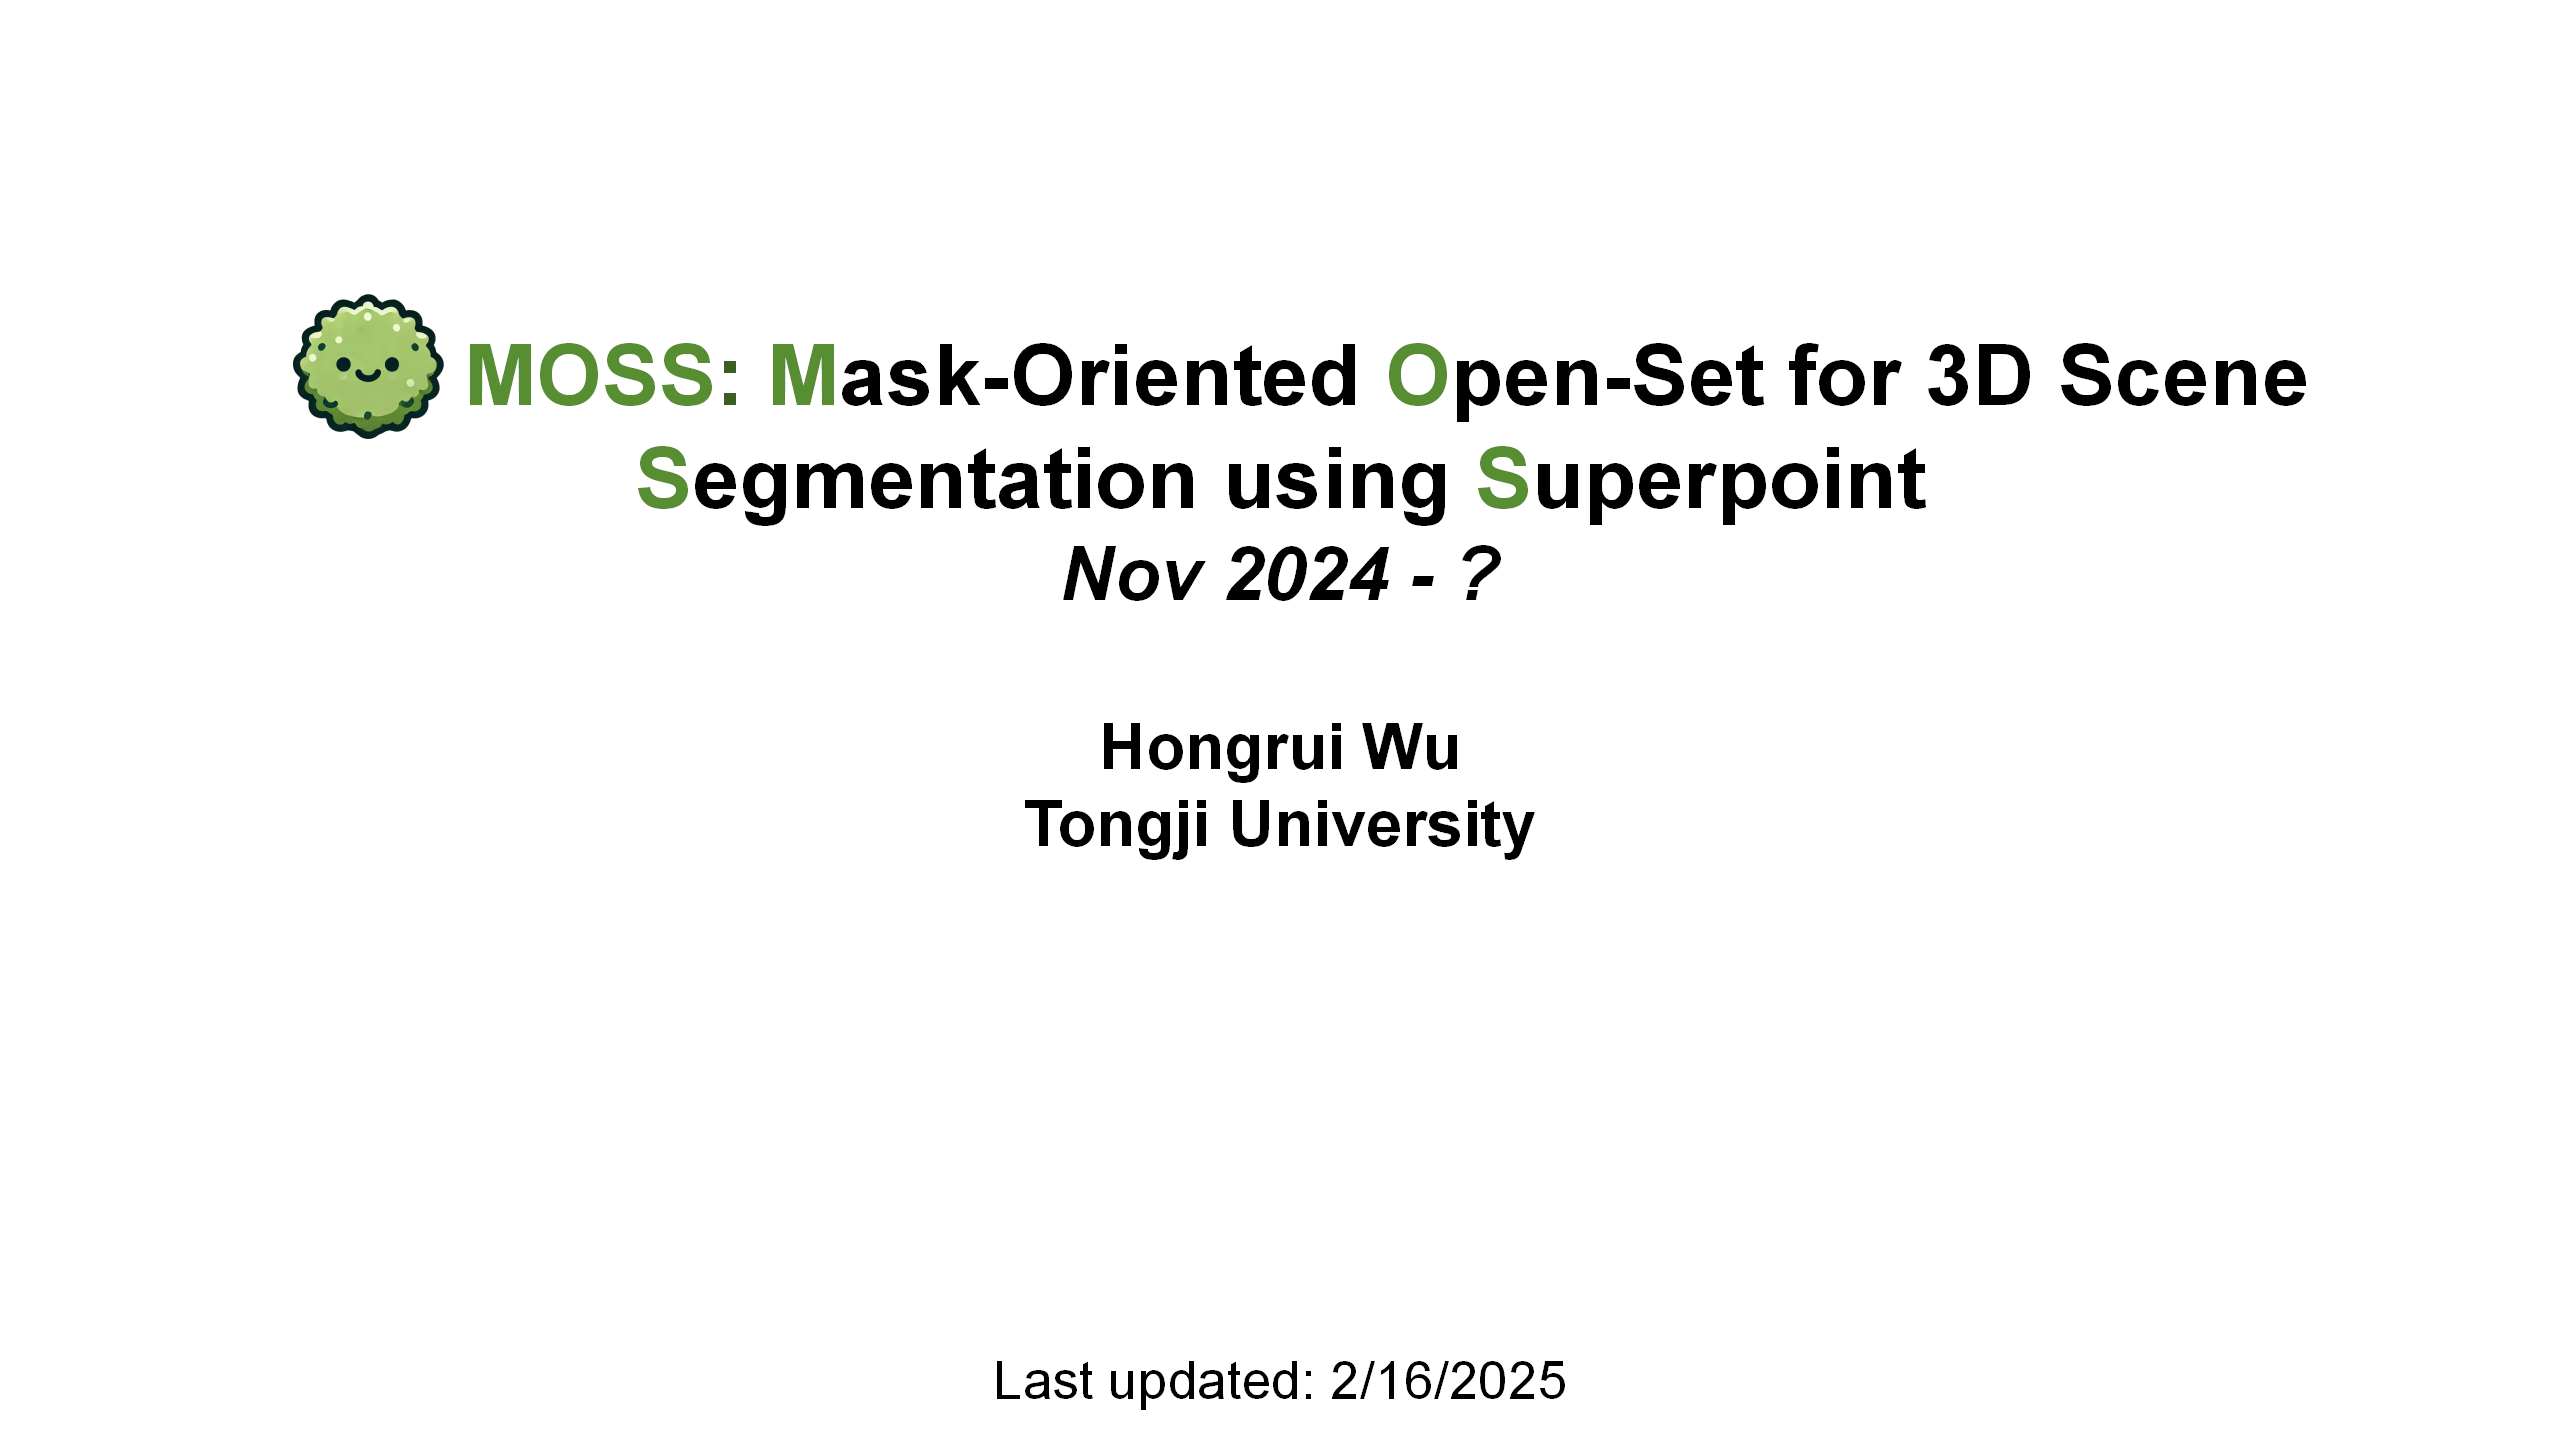 MOSS: Mask-Oriented Open-Set for 3D Scene
Segmentation using Superpoint
Nov 2024 - ?
Hongrui Wu
Tongji University
Last updated: 2/16/2025